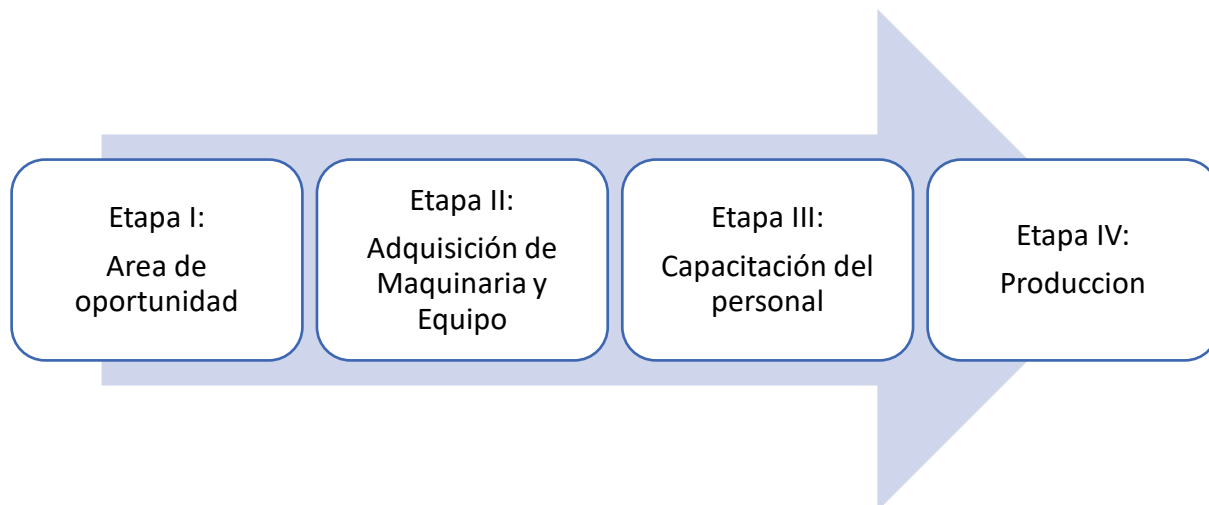 Etapa I:
Area de
oportunidad
Etapa II:
Adquisición de
Maquinaria y
Equipo
Etapa III:
Capacitación del
personal
Etapa IV:
Produccion